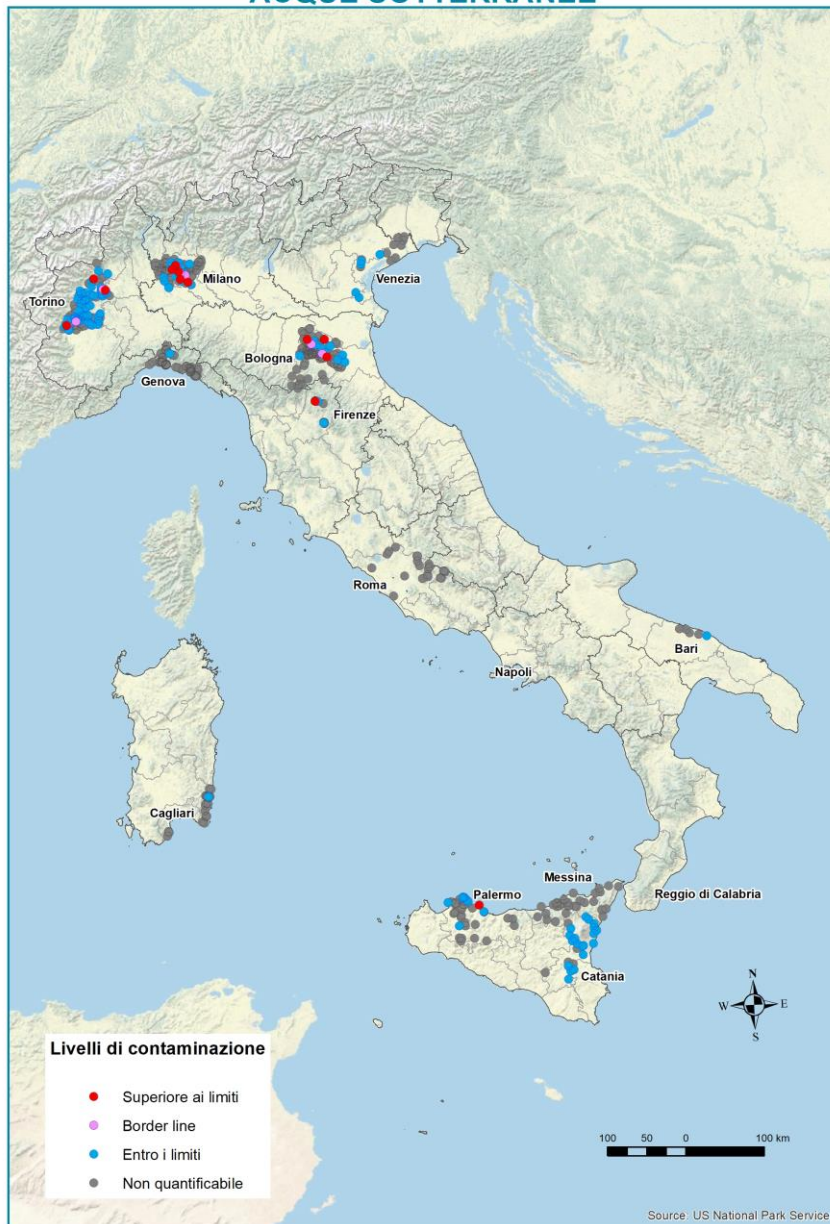 ACQUE SOTTERRANEE
Milano
Venezia
Torino
Bologna
Genova
Firenze
Roma
Bari
Napoli
Cagliari
Messina
Palermo
Reggio di Calabria
Catania
N
W
E
S
Livelli di contaminazione
Superiore ai limiti
Border line
Entro i limiti
Non quantificabile
100 50 0 100 km
Source: US National Park Service